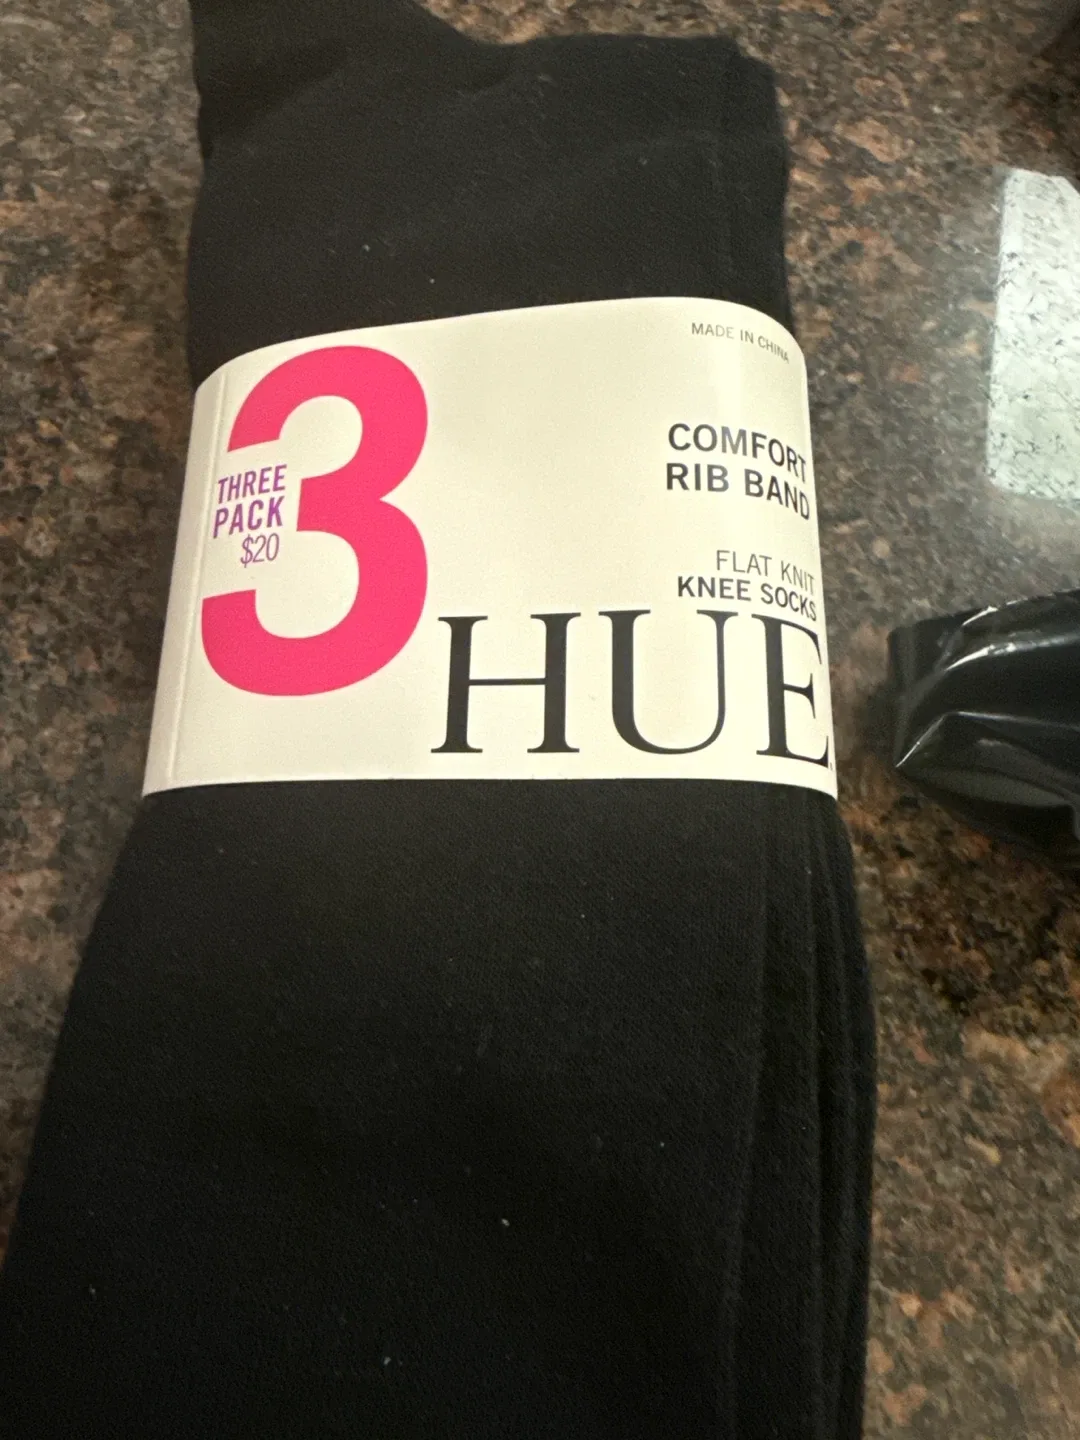 MADE IN CHINA
3
THREE
PACK
$20
COMFORT
RIB BAND
FLAT KNIT
KNEE SOCKS
HUE.